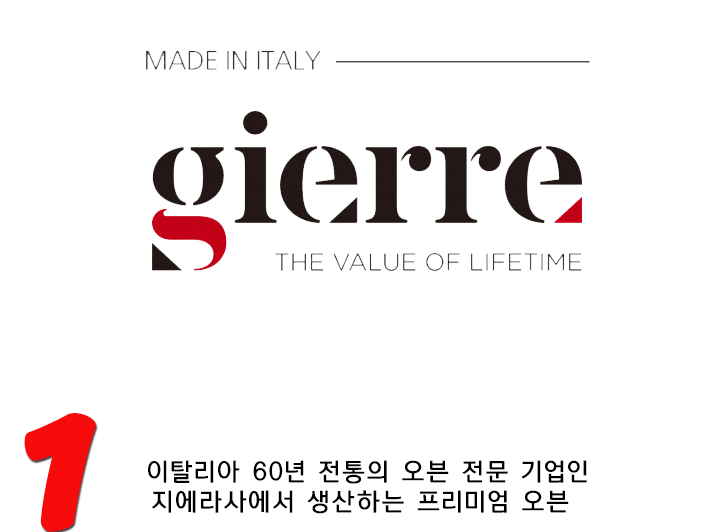 MADE IN ITALY
gierre
THE VALUE OF LIFETIME
1
이탈리아 60년 전통의 오븐 전문 기업인
지에라사에서 생산하는 프리미엄 오븐